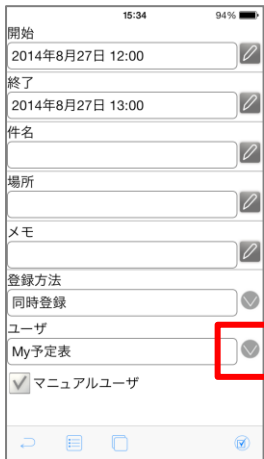 15:34 94%
開始
2014年8月27日 12:00
終了
2014年8月27日 13:00
件名
場所
メモ
登録方法
同時登録
ユーザ
My予定表
マニュアルユーザ